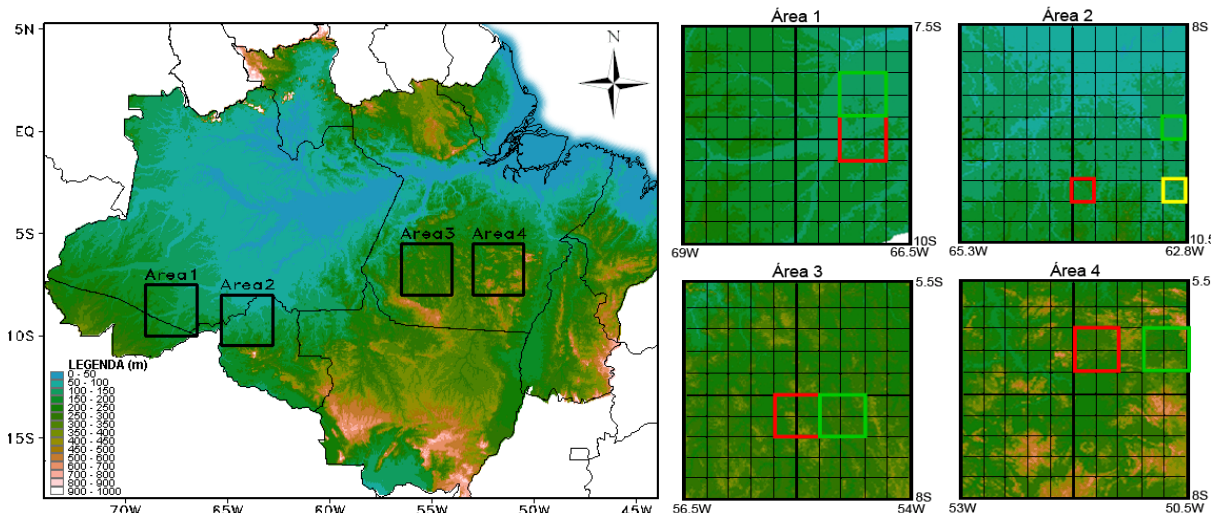 5N
EQ
5S
10S
15S
70W
65W
60W
55W
50W
45W
N
Area1
Area2
Area3
Area4
LEGENDA (m)
0 - 50
50 - 100
100 - 150
150 - 200
200 - 250
250 - 300
300 - 350
350 - 400
400 - 450
450 - 500
500 - 600
600 - 700
700 - 800
800 - 900
900 - 1000
Área 1
7.5S
10S
69W
66.5W
Área 2
8S
10.5
65.3W
62.8W
Área 3
5.5S
8S
56.5W
54W
Área 4
5.5
8S
53W
50.5W